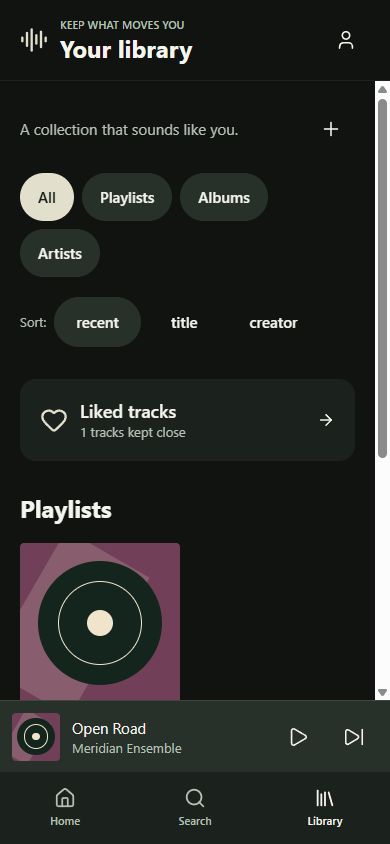 KEEP WHAT MOVES YOU
Your library
A collection that sounds like you.
All
Playlists
Albums
Artists
Sort:
recent
title
creator
Liked tracks
1 tracks kept close
Playlists
Open Road
Meridian Ensemble
Home
Search
Library